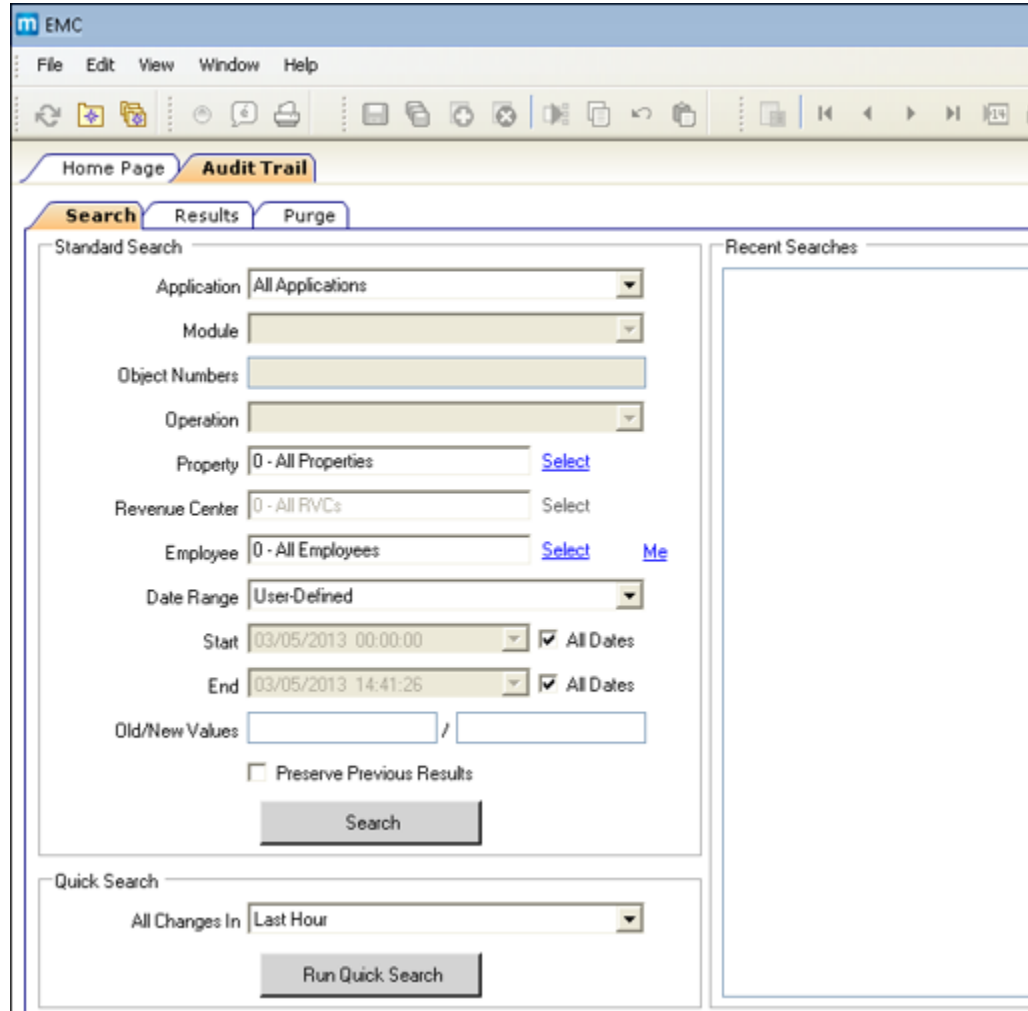 m EMC
File Edit View Window Help
Home Page Audit Trail
Search Results Purge
Standard Search
Application All Applications
Module
Object Numbers
Operation
Property 0 - All Properties Select
Revenue Center 0 - All RVCs Select
Employee 0 - All Employees Select Me
Date Range User-Defined
Start 03/05/2013 00:00:00 All Dates
End 03/05/2013 14:41:26 All Dates
Old/New Values /
Preserve Previous Results
Search
Quick Search
All Changes In Last Hour
Run Quick Search
Recent Searches